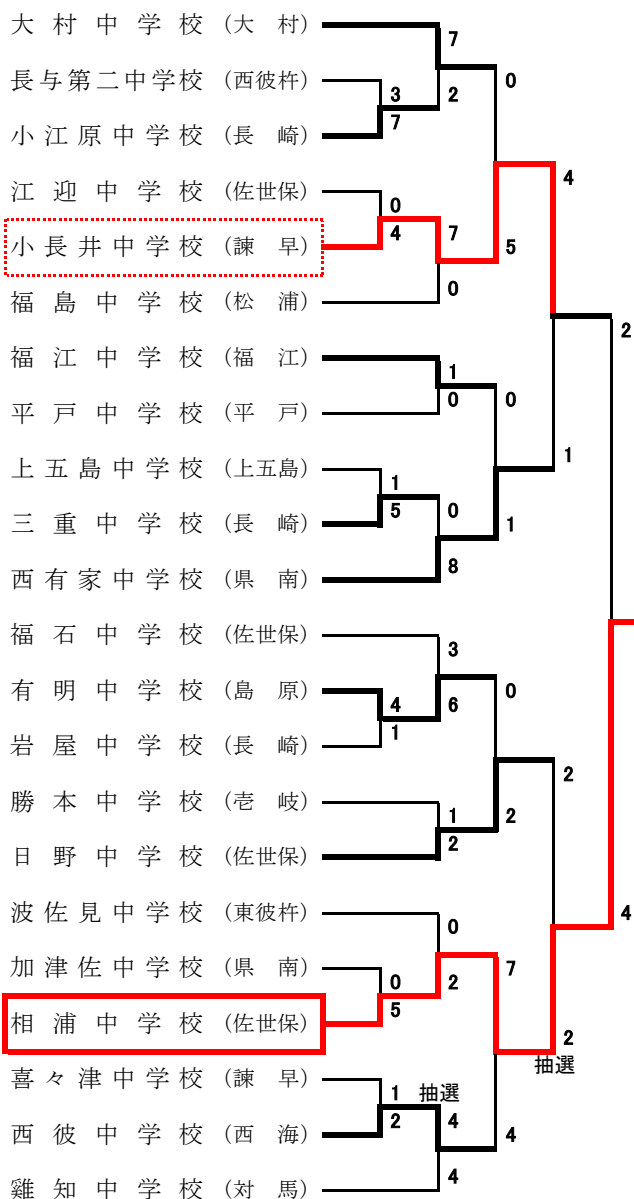 大村中学校 (大 村)
7
0
長与第二中学校 (西彼杵)
3
2
小江原中学校 (長 崎)
7
4
江迎中学校 (佐世保)
0
小長井中学校 (諫 早)
4
7
5
福島中学校 (松 浦)
0
2
福江中学校 (福 江)
1
平戸中学校 (平 戸)
0
0
上五島中学校 (上五島)
1
1
三重中学校 (長 崎)
5
0
1
西有家中学校 (県 南)
8
福石中学校 (佐世保)
3
有明中学校 (島 原)
4
6
0
岩屋中学校 (長 崎)
1
2
勝本中学校 (壱 岐)
1
2
日野中学校 (佐世保)
2
波佐見中学校 (東彼杵)
0
4
加津佐中学校 (県 南)
0
2
7
相浦中学校 (佐世保)
5
2
抽選
喜々津中学校 (諫 早)
1
抽選
西彼中学校 (西 海)
2
4
4
雞知中学校 (対 馬)
4